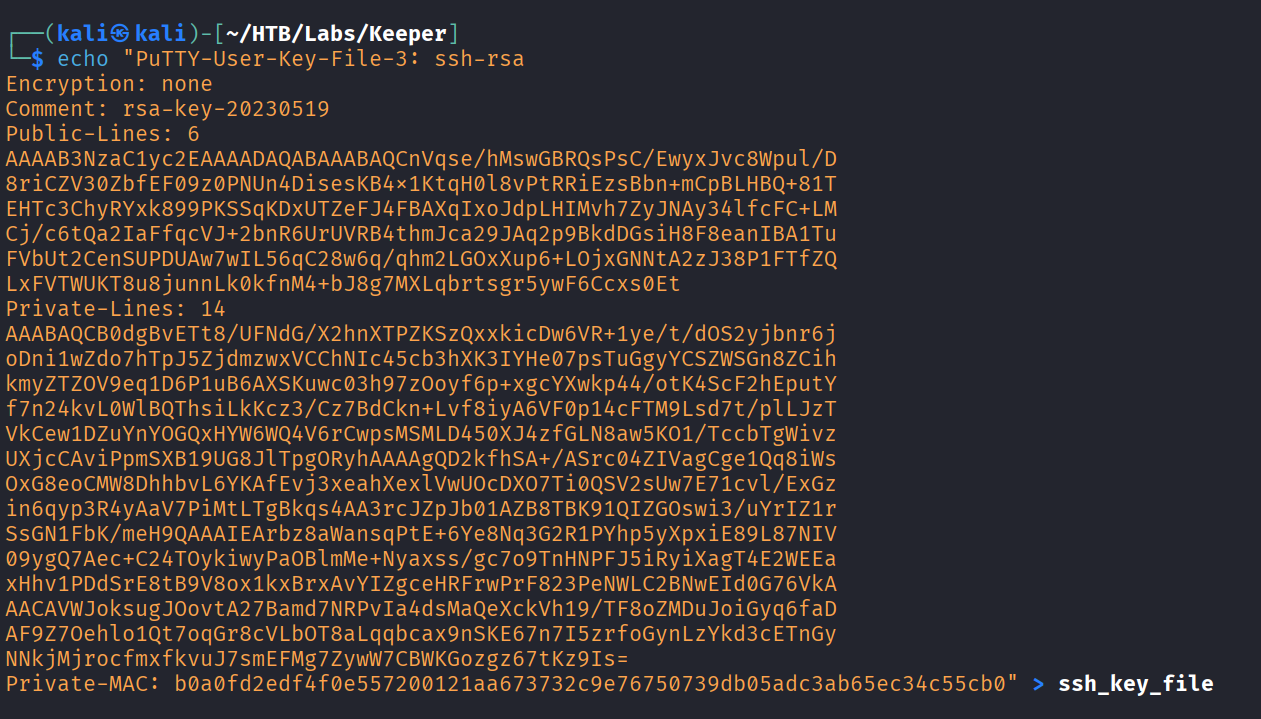 ┌──(kali㉿kali)-[~/HTB/Labs/Keeper]
└─$ echo "PuTTY-User-Key-File-3: ssh-rsa
Encryption: none
Comment: rsa-key-20230519
Public-Lines: 6
AAAAB3NzaC1yc2EAAAADAQABAAABAQCnVqse/hMswGBRQsPsC/EwyxJvc8Wpul/D
8riCZV30ZbfEF09z0PNUn4DisesKB4×1KtqH0l8vPtRRiEzsBbn+mCpBLHBQ+81T
EHTc3ChyRYxk899PKSSqKDxUTZeFJ4FBAXqIxoJdpLHIMvh7ZyJNAy34lfcFC+LM
Cj/c6tQa2IaFfqcVJ+2bnR6UrUVRB4thmJca29JAq2p9BkdDGsiH8F8eanIBA1Tu
FVbUt2CenSUPDUAw7wIL56qC28w6q/qhm2LGOxXup6+LOjxGNNtA2zJ38P1FTfZQ
LxFVTWUKT8u8junnLk0kfnM4+bJ8g7MXLqbrtsgr5ywF6Ccxs0Et
Private-Lines: 14
AAABAQCB0dgBvETt8/UFNdG/X2hnXTPZKSzQxxkicDw6VR+1ye/t/dOS2yjbnr6j
oDni1wZdo7hTpJ5ZjdmzwxVCChNIc45cb3hXK3IYHe07psTuGgyYCSZWSGn8ZCih
kmyZTZOV9eq1D6P1uB6AXSKuwc03h97zOoyf6p+xgcYXwkp44/otK4ScF2hEputY
f7n24kvL0WlBQThsiLkKcz3/Cz7BdCkn+Lvf8iyA6VF0p14cFTM9Lsd7t/plLJzT
VkCew1DZuYnYOGQxHYW6WQ4V6rCwpsMSMLD450XJ4zfGLN8aw5KO1/TccbTgWivz
UXjcCAviPpmSXB19UG8JlTpgORyhAAAAgQD2kfhSA+/ASrc04ZIVagCge1Qq8iWs
OxG8eoCMW8DhhbvL6YKAfEvj3xeahXexlVwUOcDXO7Ti0QSV2sUw7E71cvl/ExGz
in6qyp3R4yAaV7PiMtLTgBkqs4AA3rcJZpJb01AZB8TBK91QIZGOswi3/uYrIZ1r
SsGN1FbK/meH9QAAAIEArbz8aWansqPtE+6Ye8Nq3G2R1PYhp5yXpxiE89L87NIV
09ygQ7Aec+C24TOykiwyPaOBlmMe+Nyaxss/gc7o9TnHNPFJ5iRyiXagT4E2WEEa
xHhv1PDdSrE8tB9V8ox1kxBrxAvYIZgceHRFrwPrF823PeNWLC2BNwEId0G76VkA
AACAVWJoksugJOovtA27Bamd7NRPvIa4dsMaQeXckVh19/TF8oZMDuJoiGyq6faD
AF9Z7Oehlo1Qt7oqGr8cVLbOT8aLqqbcax9nSKE67n7I5zrfoGynLzYkd3cETnGy
NNkjMjrocfmxfkvuJ7smEFMg7ZywW7CBWKGozgz67tKz9Is=
Private-MAC: b0a0fd2edf4f0e557200121aa673732c9e76750739db05adc3ab65ec34c55cb0" > ssh_key_file